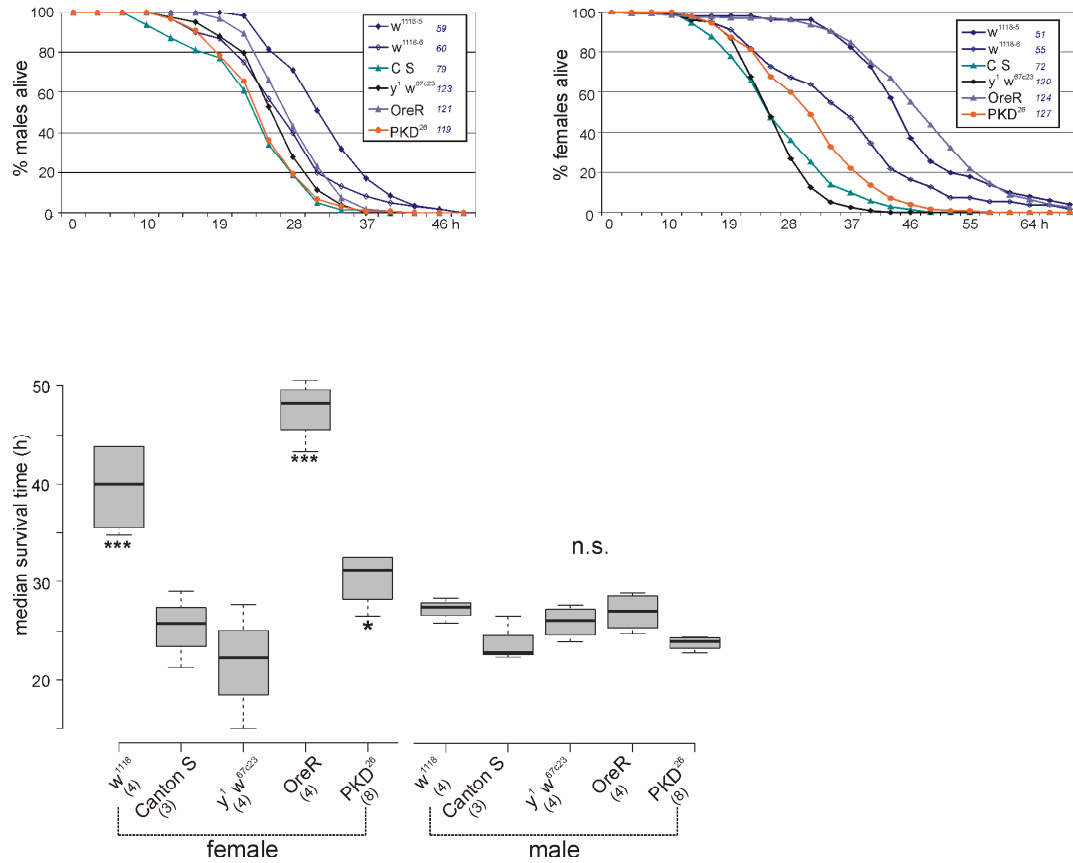 % males alive
100
80
60
40
20
0
0 10 19 28 37 46 h
w1118-5 59
w1118-6 60
C S 79
y1 w67c23 123
OreR 121
PKD26 119
% females alive
100
80
60
40
20
0
0 10 19 28 37 46 55 64 h
w1118-5 51
w1118-6 55
C S 72
y1 w67c23 120
OreR 124
PKD26 127
median survival time (h)
50
40
30
20
***
***
*
n.s.
w1118 (4)
Canton S (3)
y1 w67c23 (4)
OreR (4)
PKD26 (8)
w1118 (4)
Canton S (3)
y1 w67c23 (4)
OreR (4)
PKD26 (8)
female
male